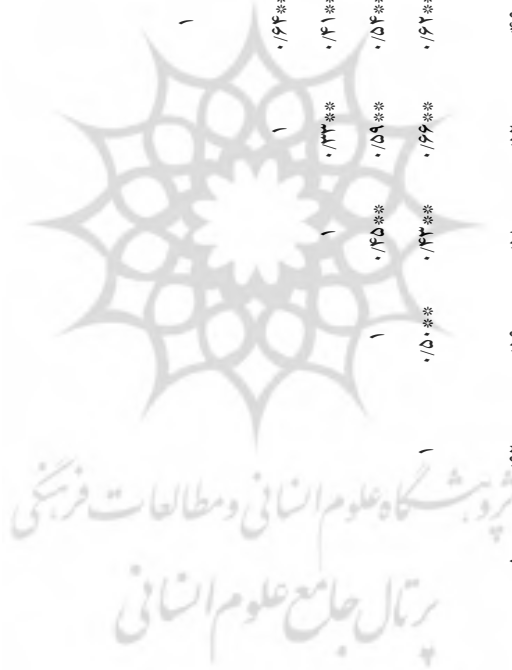 ۱
۰/۶۴** ۱
۰/۴۱** ۰/۳۳** ۱
۰/۵۴** ۰/۵۹** ۰/۴۵** ۱
۰/۶۲** ۰/۶۶** ۰/۴۳** ۰/۵۰** ۱
پژوهشگاه علوم انسانی و مطالعات فرهنگی
پرتال جامع علوم انسانی